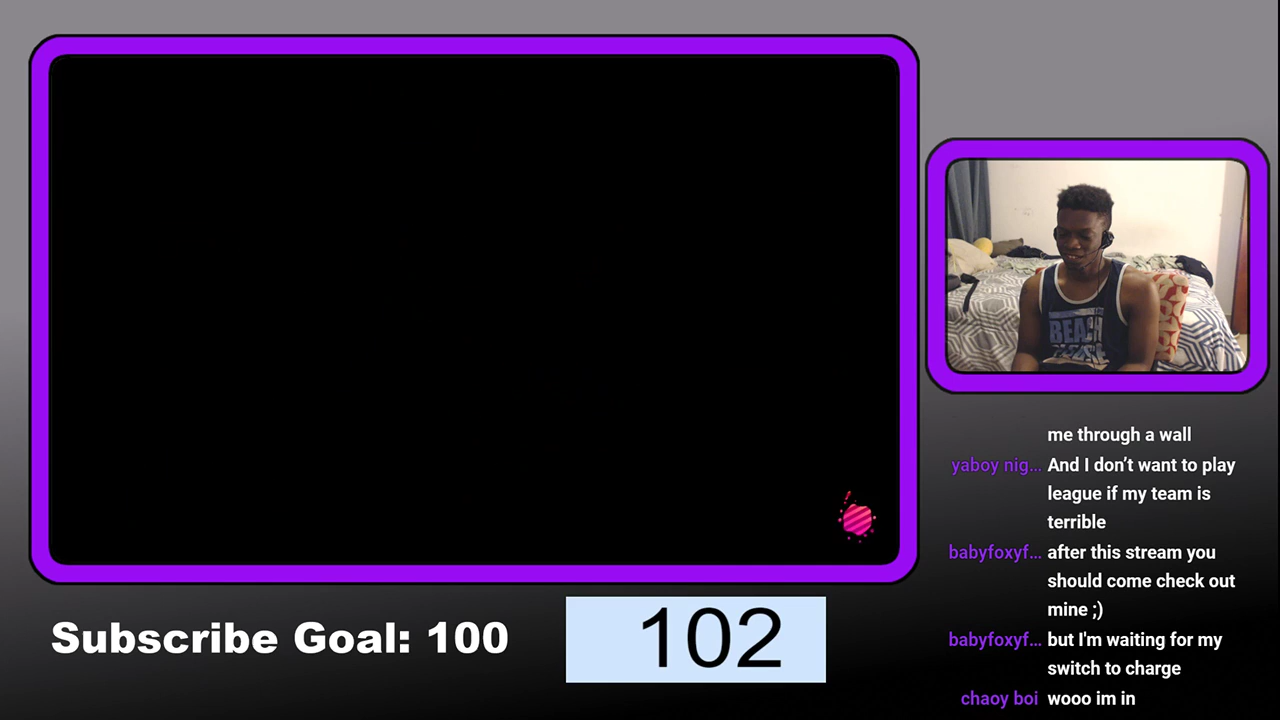 me through a wall
yaboy nig... And I don’t want to play
league if my team is
terrible
babyfoxyf... after this stream you
should come check out
mine ;)
babyfoxyf... but I'm waiting for my
switch to charge
chaoy boi wooo im in
BEACH
Subscribe Goal: 100
102